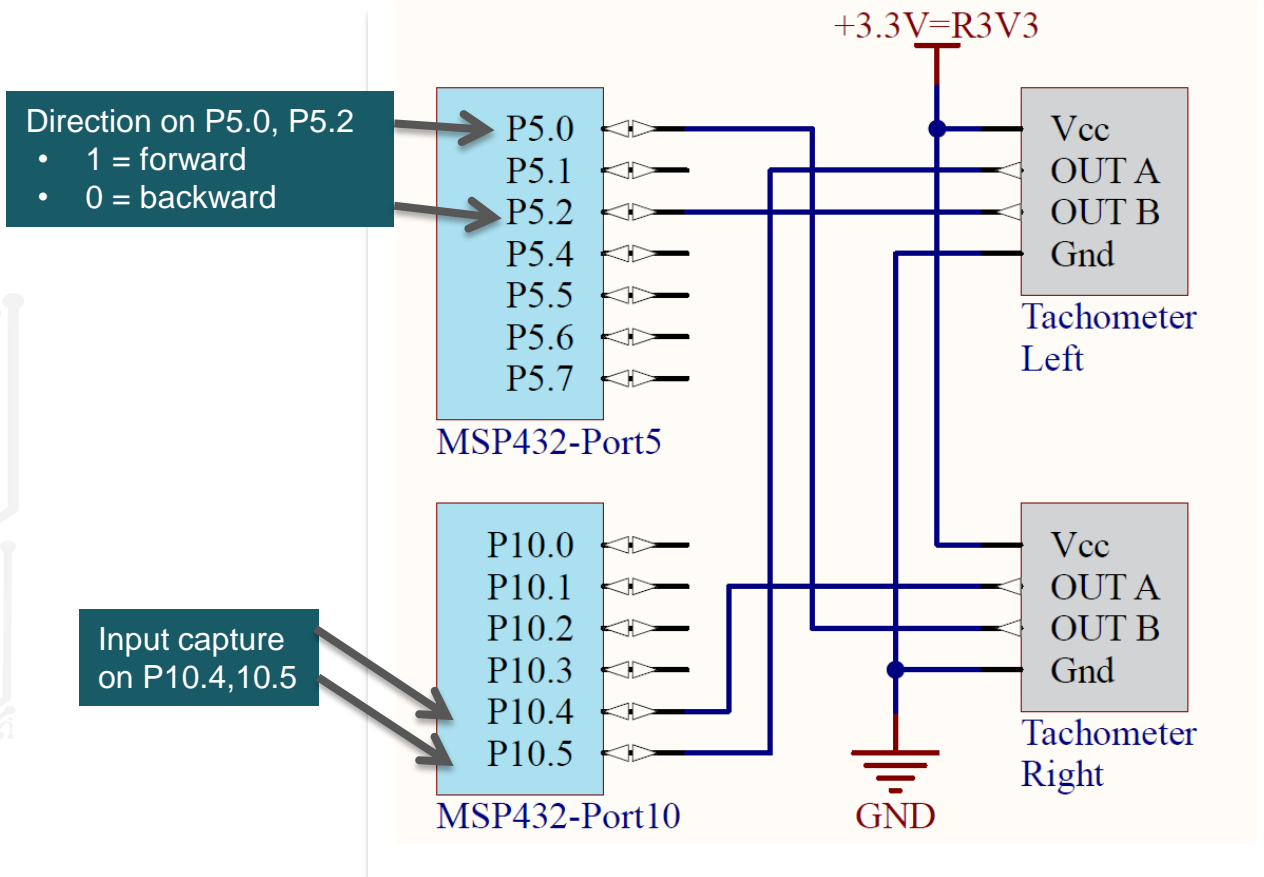 +3.3V=R3V3
Direction on P5.0, P5.2
• 1 = forward
• 0 = backward
P5.0
P5.1
P5.2
P5.4
P5.5
P5.6
P5.7
MSP432-Port5
Vcc
OUT A
OUT B
Gnd
Tachometer
Left
Input capture
on P10.4,10.5
P10.0
P10.1
P10.2
P10.3
P10.4
P10.5
MSP432-Port10
Vcc
OUT A
OUT B
Gnd
Tachometer
Right
GND